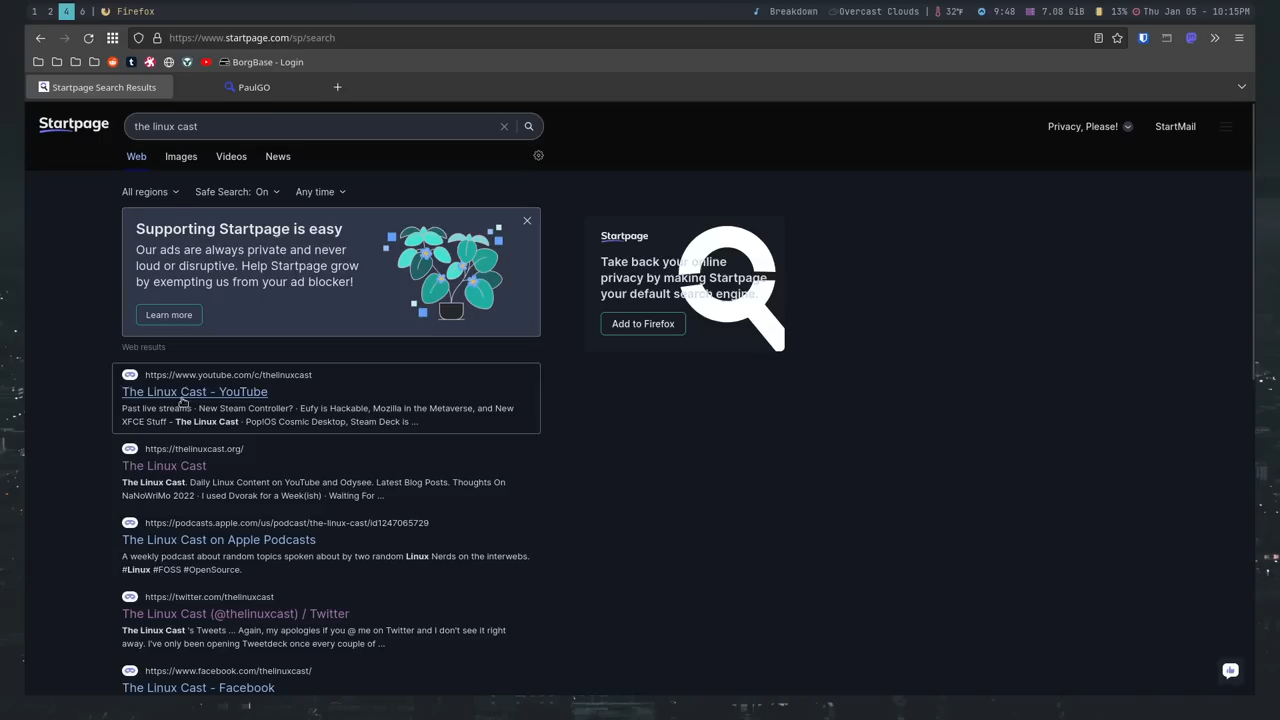 1 2 4 6 Firefox Breakdown Overcast Clouds 32°F 9:48 7.08 GiB 13% Thu Jan 05 - 10:15PM
https://www.startpage.com/sp/search
BorgBase - Login
Startpage Search Results PaulGO
Startpage the linux cast Privacy, Please! StartMail
Web Images Videos News
All regions Safe Search: On Any time
Supporting Startpage is easy
Our ads are always private and never
loud or disruptive. Help Startpage grow
by exempting us from your ad blocker!
Learn more
Startpage
Take back your online
privacy by making Startpage
your default search engine.
Add to Firefox
Web results
https://www.youtube.com/c/thelinuxcast
The Linux Cast - YouTube
Past live streams · New Steam Controller? · Eufy is Hackable, Mozilla in the Metaverse, and New
XFCE Stuff - The Linux Cast · Pop!OS Cosmic Desktop, Steam Deck is ...
https://thelinuxcast.org/
The Linux Cast
The Linux Cast. Daily Linux Content on YouTube and Odysee. Latest Blog Posts. Thoughts On
NaNoWriMo 2022 · I used Dvorak for a Week(ish) · Waiting For ...
https://podcasts.apple.com/us/podcast/the-linux-cast/id1247065729
The Linux Cast on Apple Podcasts
A weekly podcast about random topics spoken about by two random Linux Nerds on the interwebs.
#Linux #FOSS #OpenSource.
https://twitter.com/thelinuxcast
The Linux Cast (@thelinuxcast) / Twitter
The Linux Cast 's Tweets ... Again, my apologies if you @ me on Twitter and I don't see it right
away. I've only been opening Tweetdeck once every couple of ...
https://www.facebook.com/thelinuxcast/
The Linux Cast - Facebook